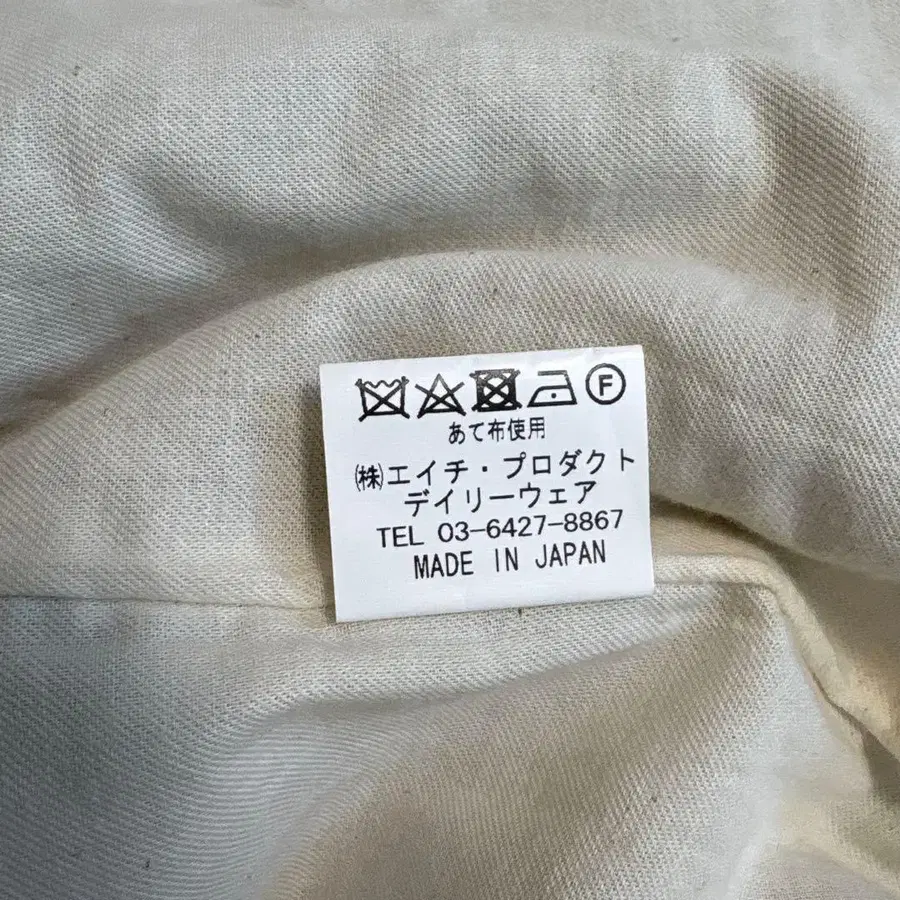 F
あて布使用
㈱エイチ・プロダクト
デイリーウェア
TEL 03-6427-8867
MADE IN JAPAN